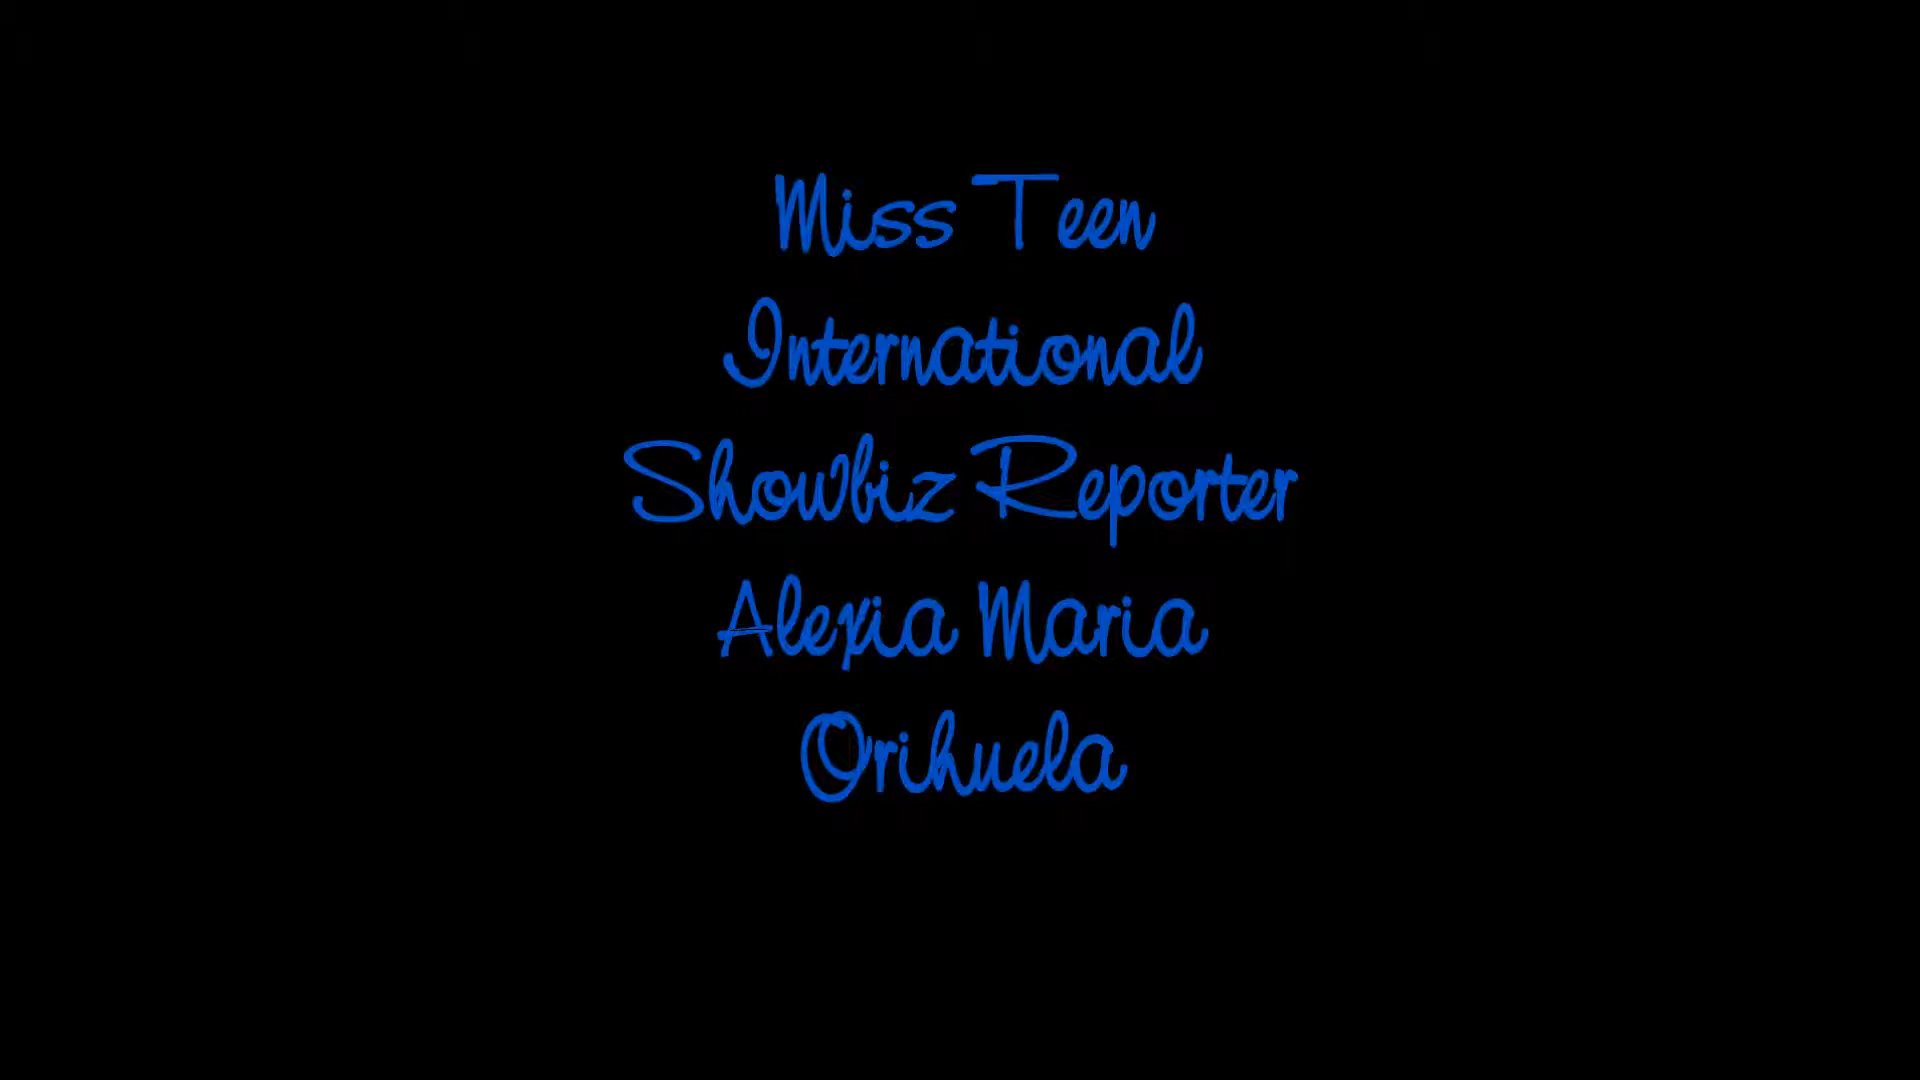 Miss Teen
International
Showbiz Reporter
Alexia Maria
Orihuela